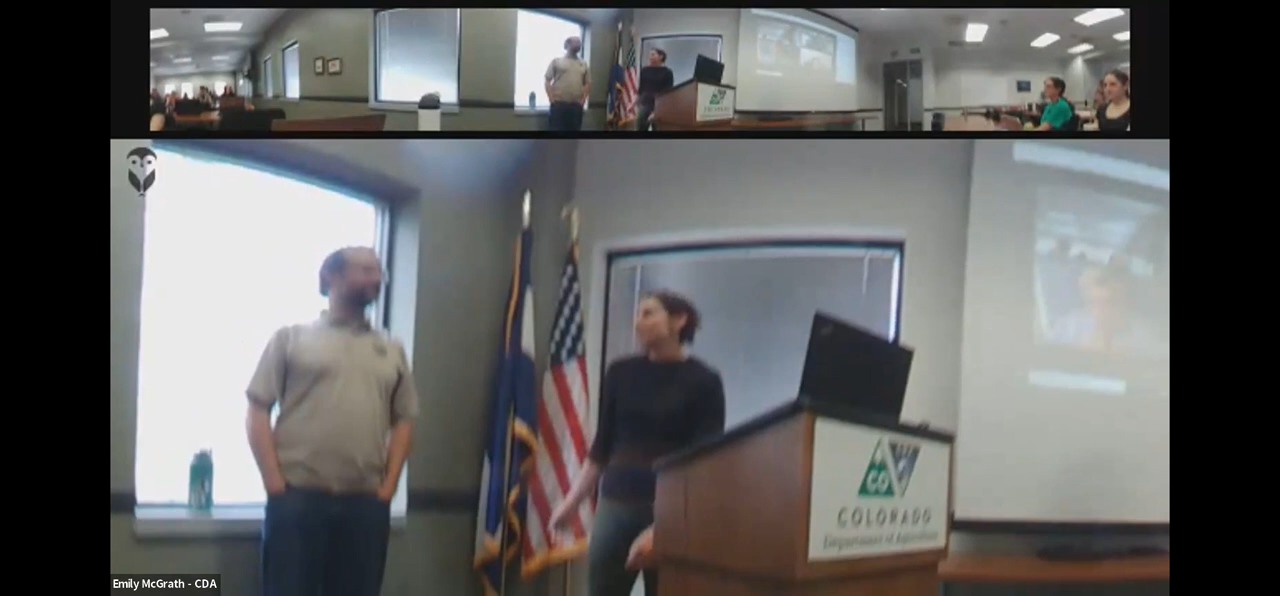 CO
COLORADO
Department of Agriculture
Emily McGrath - CDA